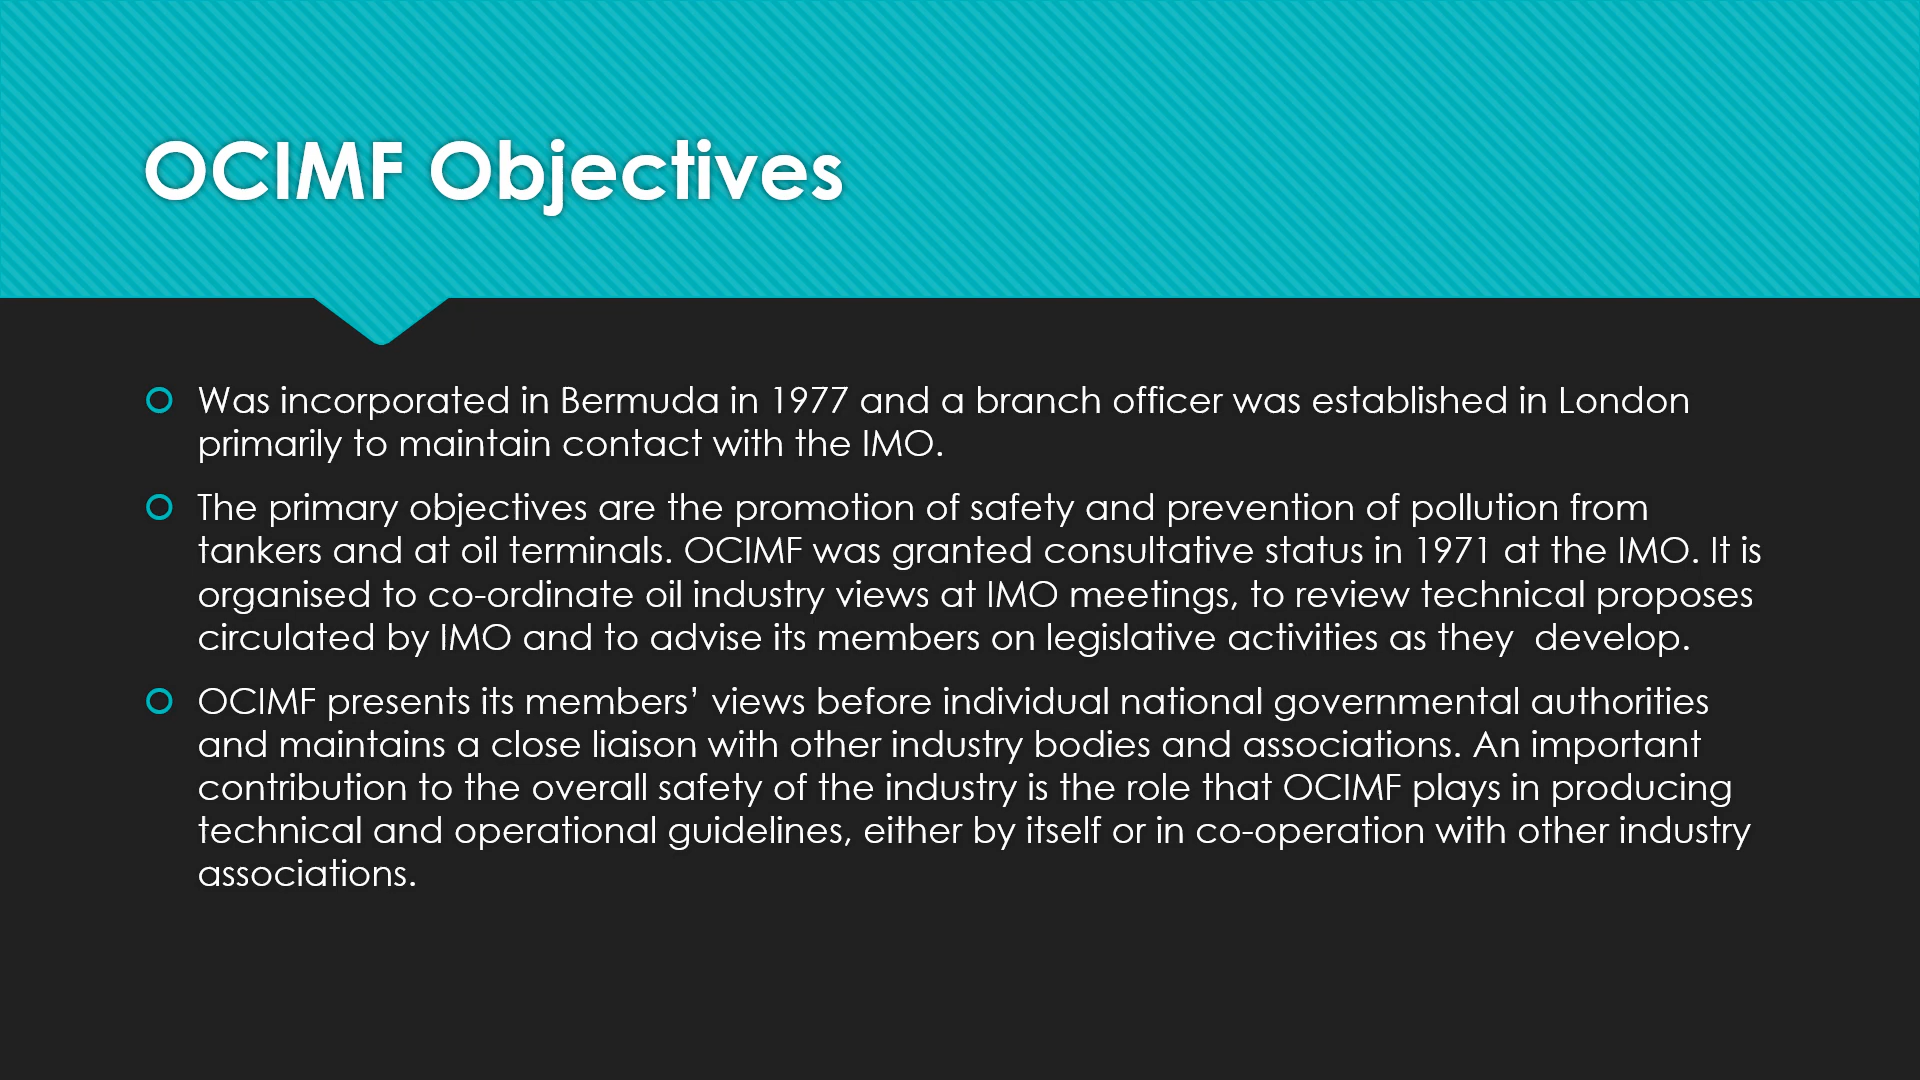 OCIMF Objectives
Was incorporated in Bermuda in 1977 and a branch officer was established in London
primarily to maintain contact with the IMO.
The primary objectives are the promotion of safety and prevention of pollution from
tankers and at oil terminals. OCIMF was granted consultative status in 1971 at the IMO. It is
organised to co-ordinate oil industry views at IMO meetings, to review technical proposes
circulated by IMO and to advise its members on legislative activities as they  develop.
OCIMF presents its members’ views before individual national governmental authorities
and maintains a close liaison with other industry bodies and associations. An important
contribution to the overall safety of the industry is the role that OCIMF plays in producing
technical and operational guidelines, either by itself or in co-operation with other industry
associations.